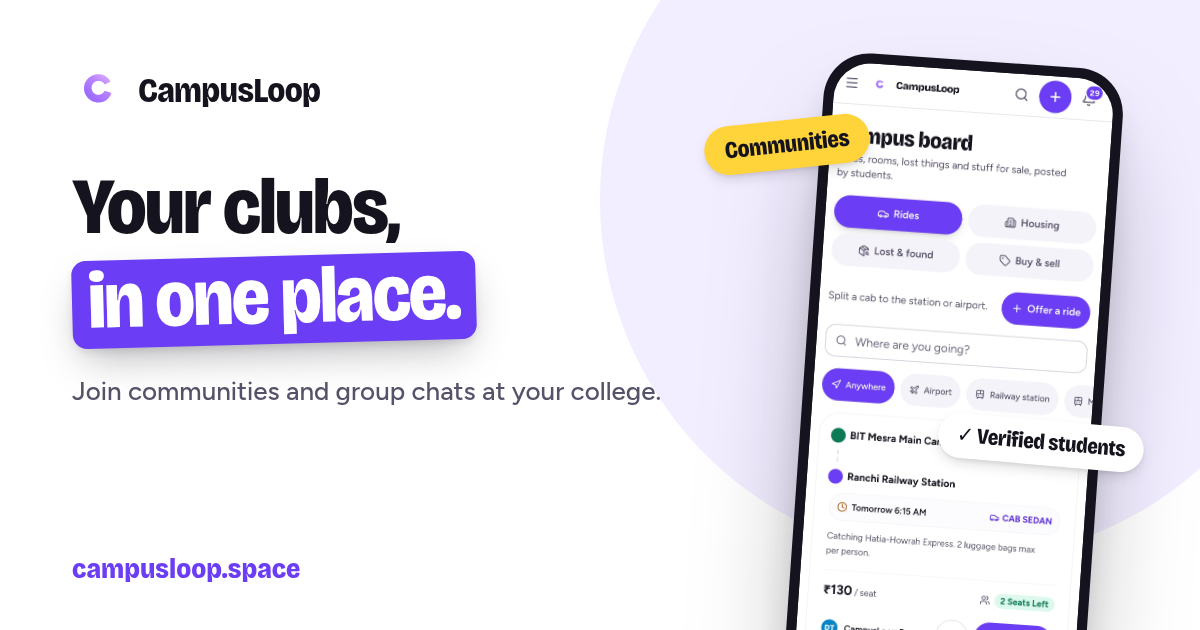 CampusLoop
Your clubs,
in one place.
Join communities and group chats at your college.
campusloop.space
CampusLoop
29
Communities
board
rooms, lost things and stuff for sale, posted
by students.
Rides
Housing
Lost & found
Buy & sell
Split a cab to the station or airport.
+ Offer a ride
Where are you going?
Anywhere
Airport
Railway station
BIT Mesra Main
✓ Verified students
Ranchi Railway Station
Tomorrow 6:15 AM
CAB SEDAN
Catching Hatia-Howrah Express. 2 luggage bags max
per person.
₹130 / seat
2 Seats Left
DT